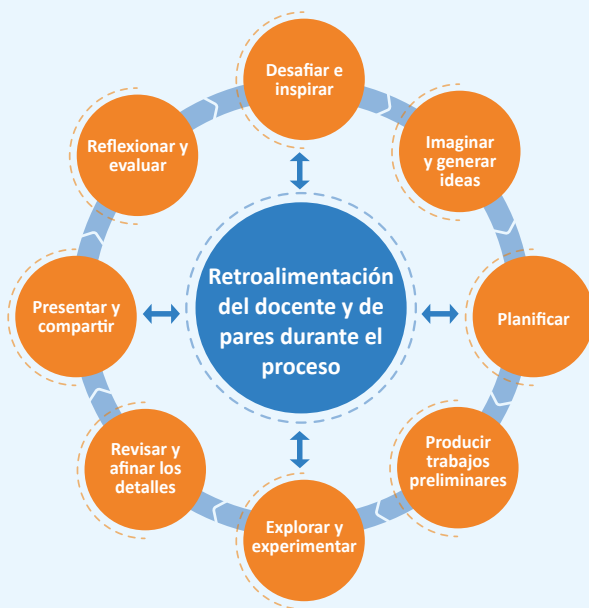 Desafiar e
inspirar
Imaginar
y generar
ideas
Planificar
Producir
trabajos
preliminares
Explorar y
experimentar
Revisar y
afinar los
detalles
Presentar y
compartir
Reflexionar y
evaluar
Retroalimentación
del docente y de
pares durante el
proceso